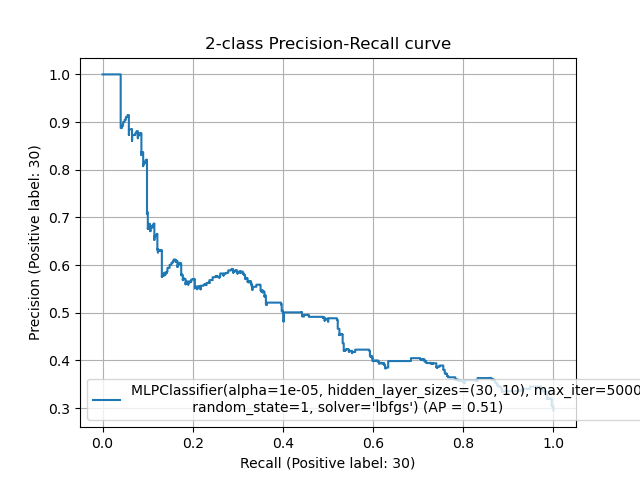 2-class Precision-Recall curve
Precision (Positive label: 30)
1.0
0.9
0.8
0.7
0.6
0.5
0.4
0.3
MLPClassifier(alpha=1e-05, hidden_layer_sizes=(30, 10), max_iter=5000
random_state=1, solver='lbfgs') (AP = 0.51)
0.0 0.2 0.4 0.6 0.8 1.0
Recall (Positive label: 30)